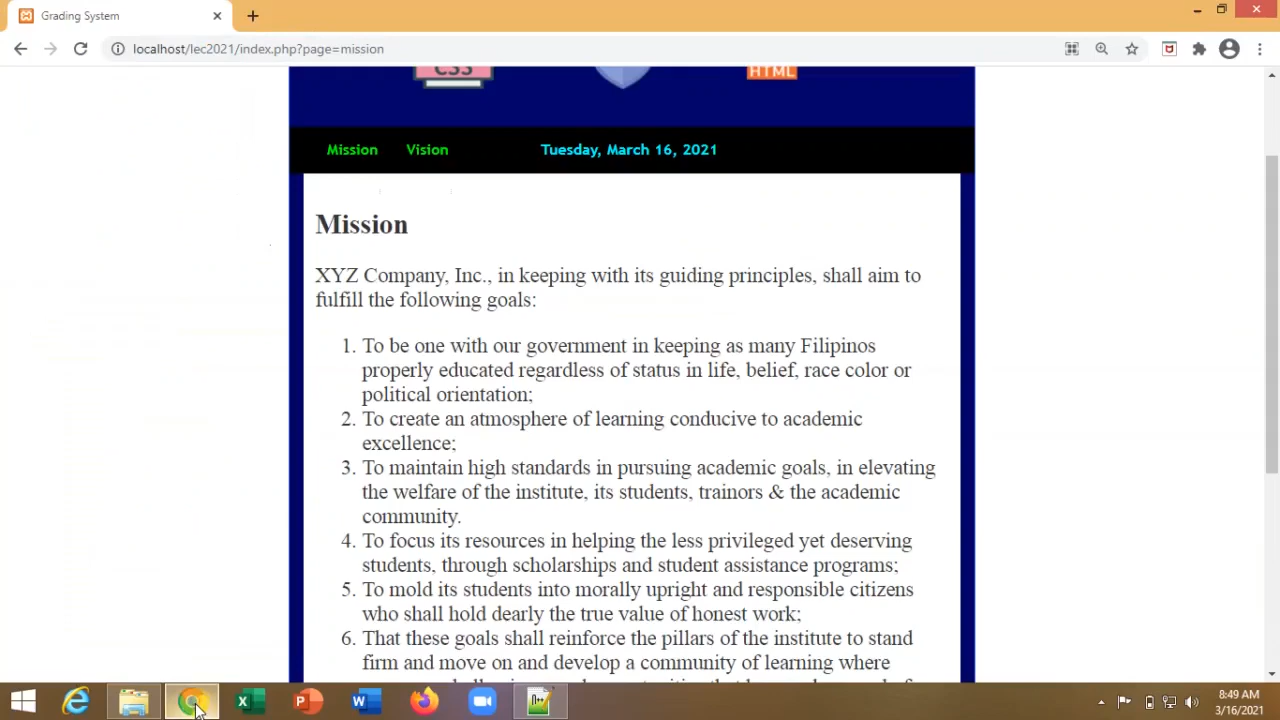 Grading System
localhost/lec2021/index.php?page=mission
CSS
HTML
Mission Vision Tuesday, March 16, 2021
Mission
XYZ Company, Inc., in keeping with its guiding principles, shall aim to
fulfill the following goals:
1. To be one with our government in keeping as many Filipinos
properly educated regardless of status in life, belief, race color or
political orientation;
2. To create an atmosphere of learning conducive to academic
excellence;
3. To maintain high standards in pursuing academic goals, in elevating
the welfare of the institute, its students, trainors & the academic
community.
4. To focus its resources in helping the less privileged yet deserving
students, through scholarships and student assistance programs;
5. To mold its students into morally upright and responsible citizens
who shall hold dearly the true value of honest work;
6. That these goals shall reinforce the pillars of the institute to stand
firm and move on and develop a community of learning where
8:49 AM
3/16/2021